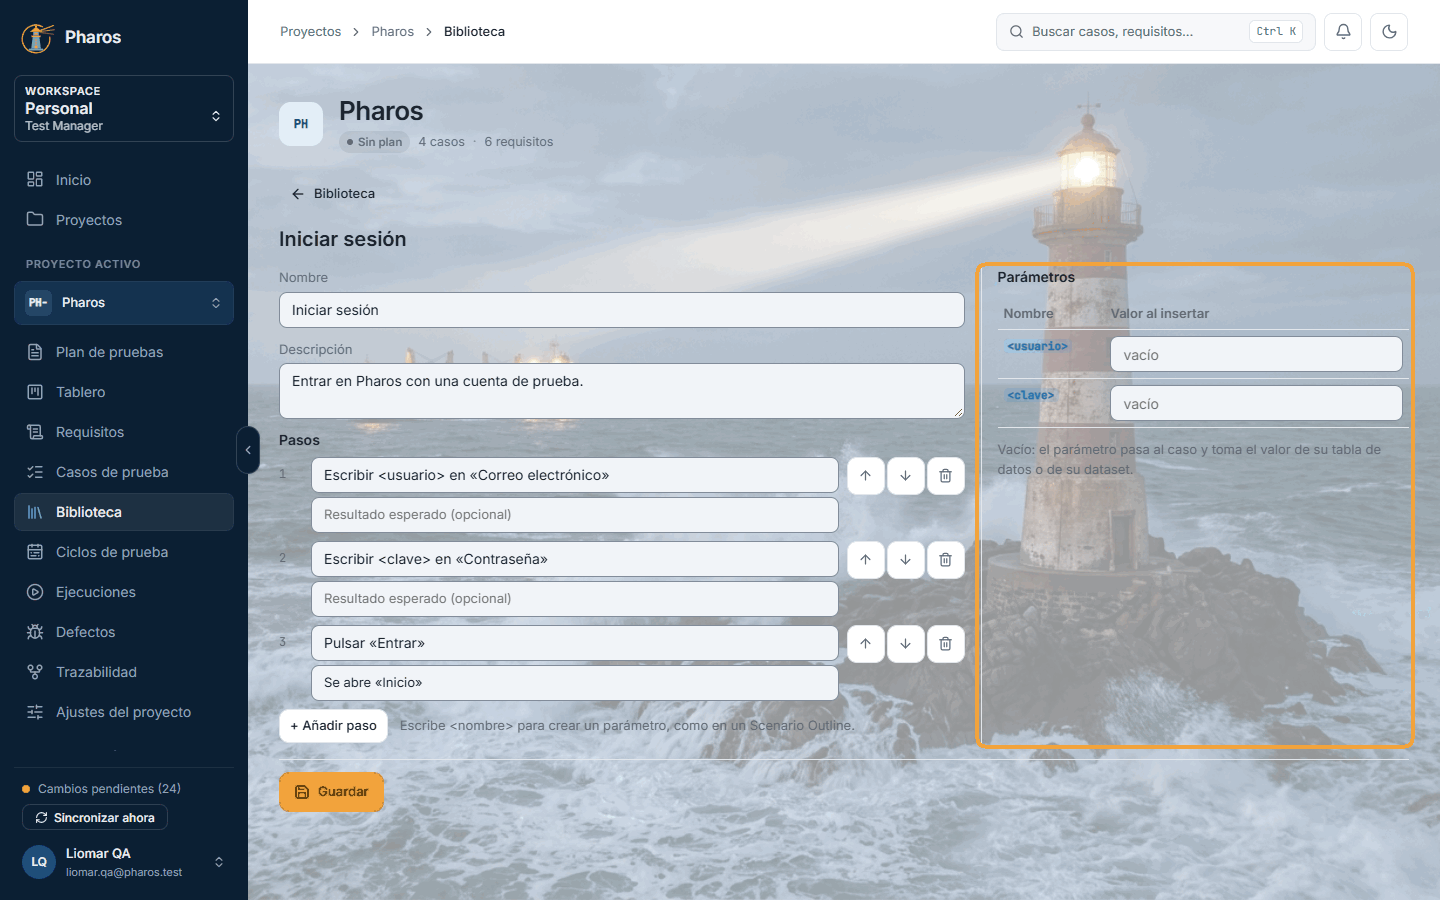 Pharos
WORKSPACE
Personal
Test Manager
Inicio
Proyectos
PROYECTO ACTIVO
PH-
Pharos
Plan de pruebas
Tablero
Requisitos
Casos de prueba
Biblioteca
Ciclos de prueba
Ejecuciones
Defectos
Trazabilidad
Ajustes del proyecto
Cambios pendientes (24)
Sincronizar ahora
LQ
Liomar QA
liomar.qa@pharos.test
Proyectos > Pharos > Biblioteca
Buscar casos, requisitos...
Ctrl K
PH
Pharos
Sin plan 4 casos · 6 requisitos
Biblioteca
Iniciar sesión
Nombre
Iniciar sesión
Descripción
Entrar en Pharos con una cuenta de prueba.
Pasos
1 Escribir <usuario> en «Correo electrónico»
Resultado esperado (opcional)
2 Escribir <clave> en «Contraseña»
Resultado esperado (opcional)
3 Pulsar «Entrar»
Se abre «Inicio»
+ Añadir paso Escribe <nombre> para crear un parámetro, como en un Scenario Outline.
Guardar
Parámetros
Nombre Valor al insertar
<usuario> vacío
<clave> vacío
Vacío: el parámetro pasa al caso y toma el valor de su tabla de
datos o de su dataset.